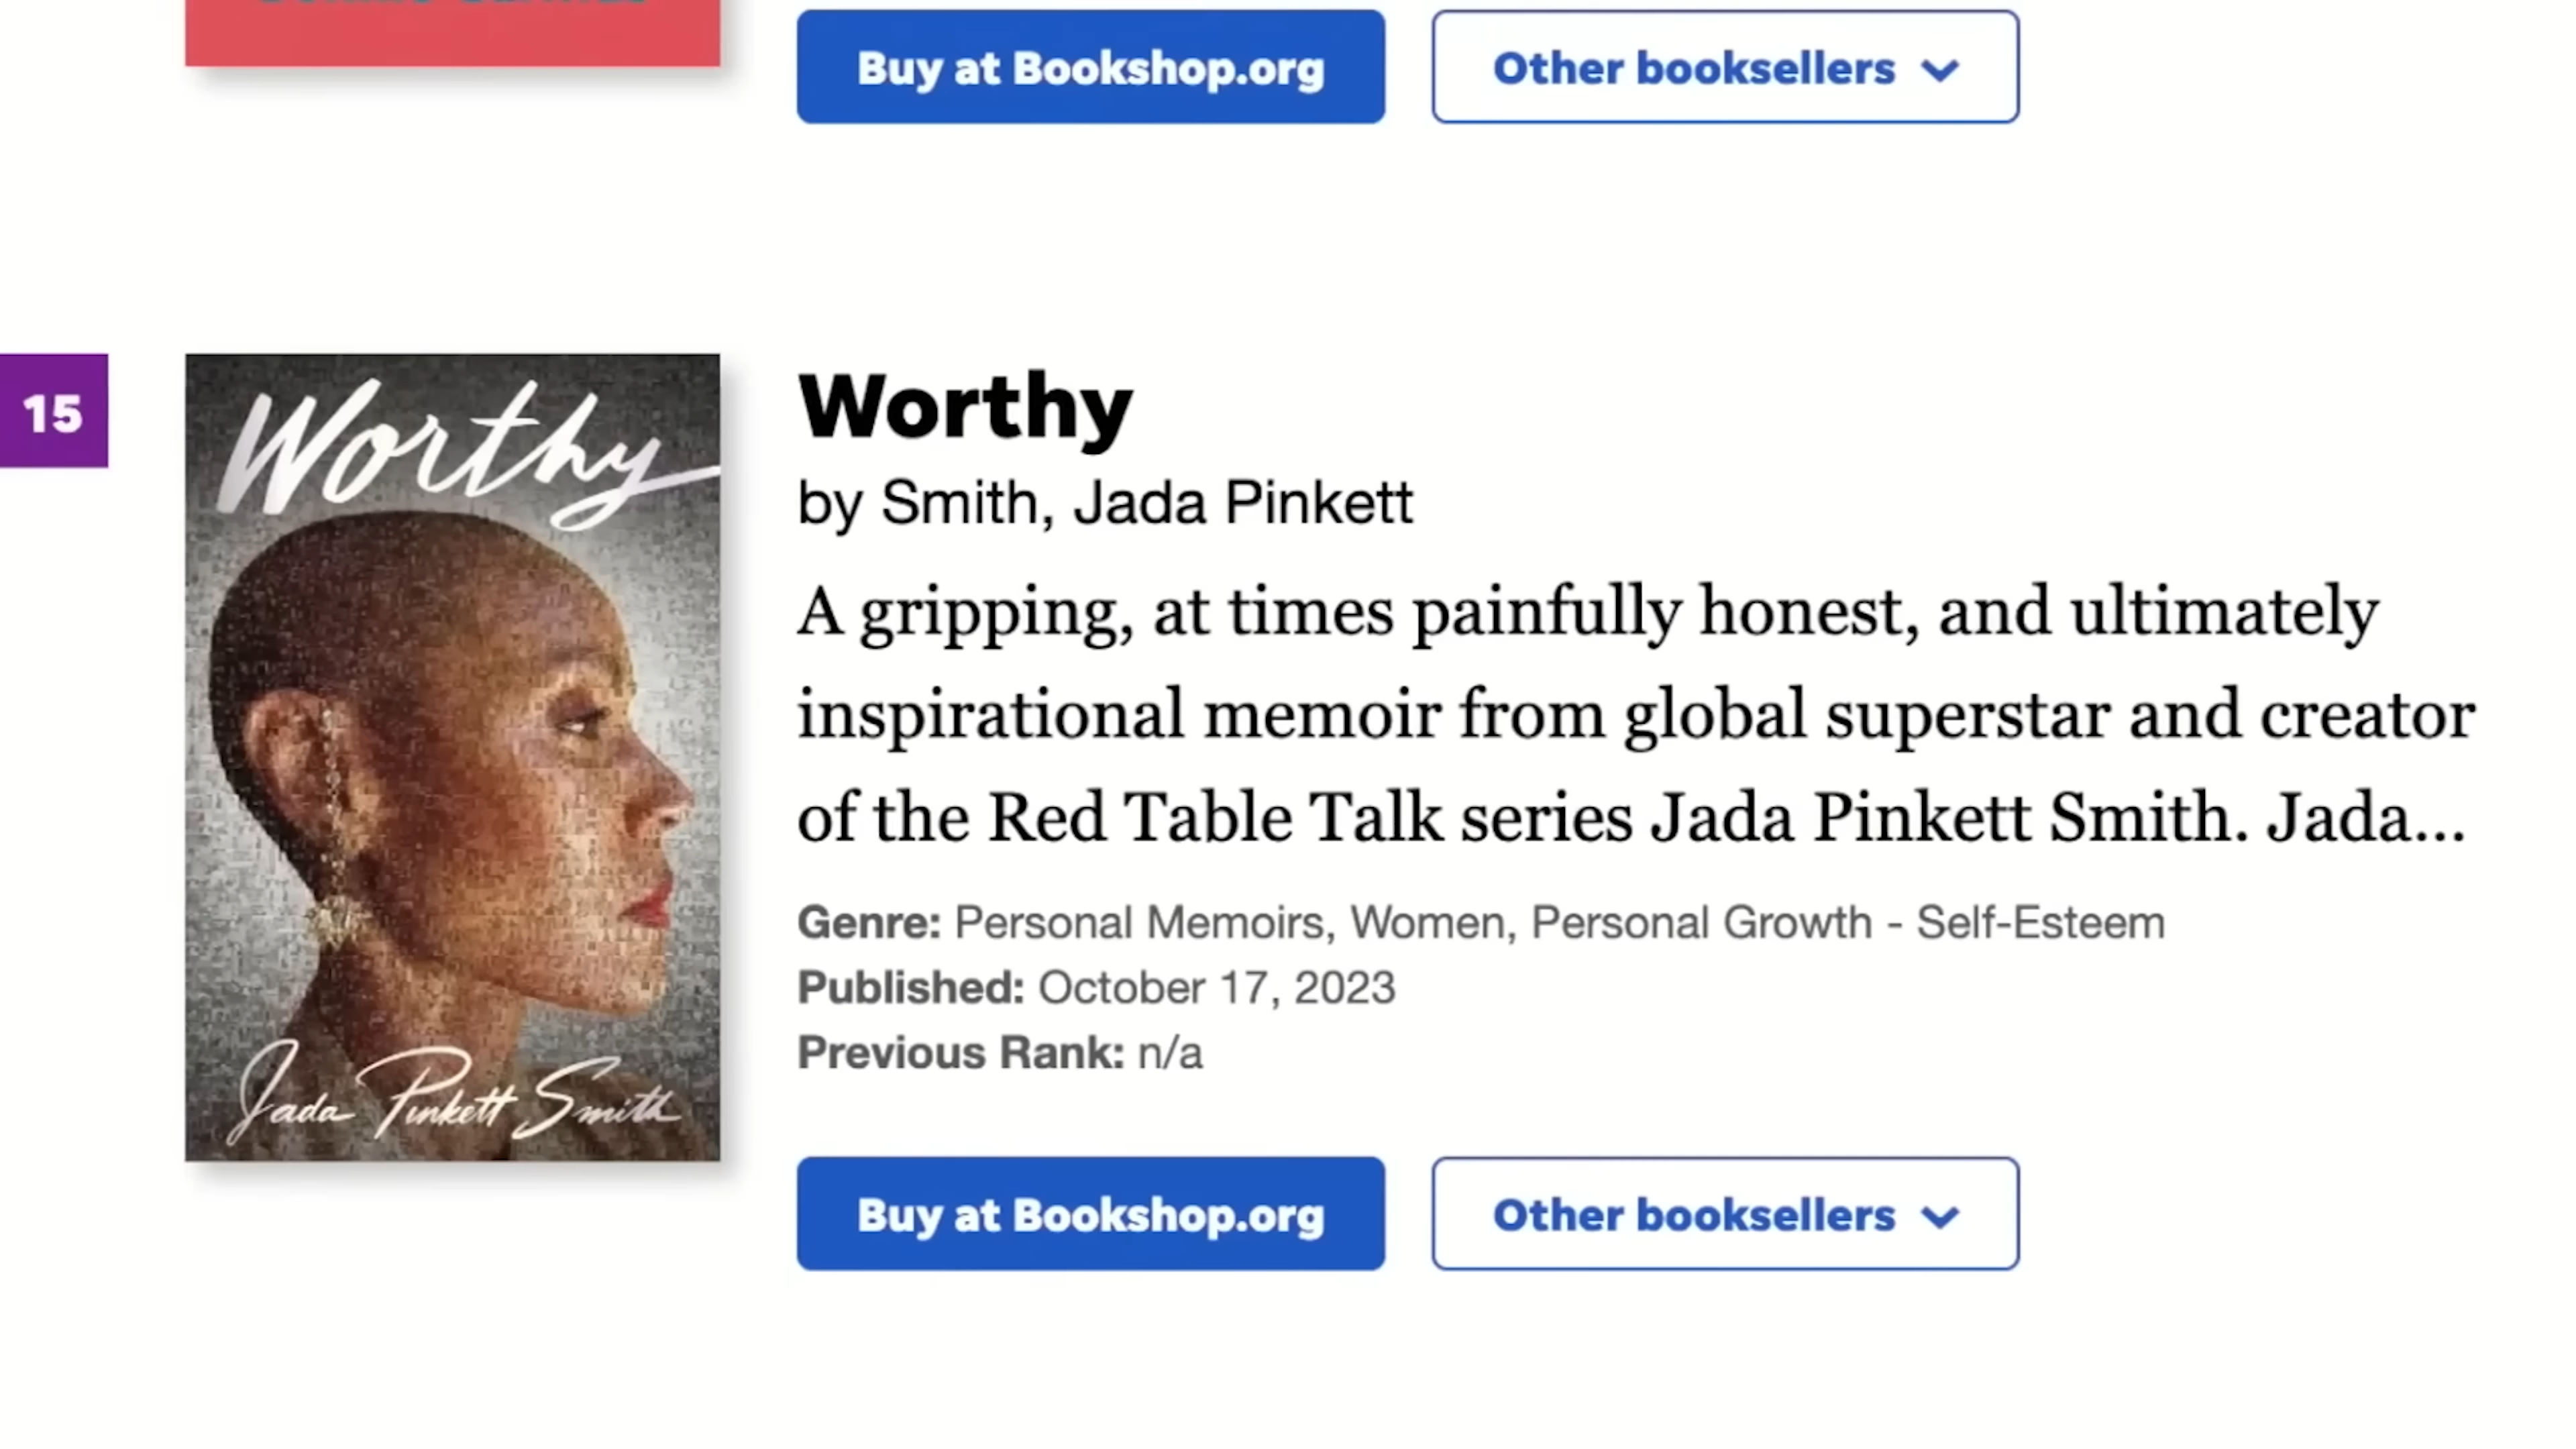 Buy at Bookshop.org
Other booksellers
15
Worthy
Jada Pinkett Smith
Worthy
by Smith, Jada Pinkett
A gripping, at times painfully honest, and ultimately
inspirational memoir from global superstar and creator
of the Red Table Talk series Jada Pinkett Smith. Jada...
Genre: Personal Memoirs, Women, Personal Growth - Self-Esteem
Published: October 17, 2023
Previous Rank: n/a
Buy at Bookshop.org
Other booksellers